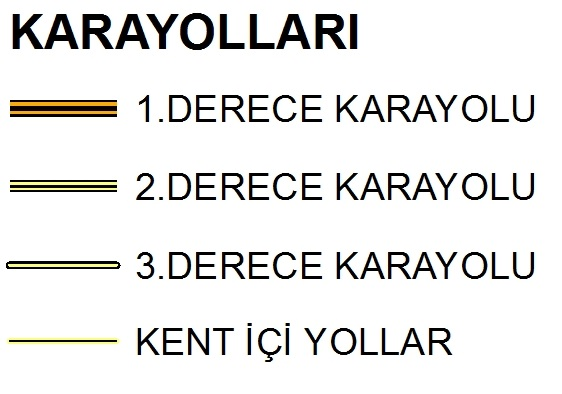 KARAYOLLARI
1.DERECE KARAYOLU
2.DERECE KARAYOLU
3.DERECE KARAYOLU
KENT İÇİ YOLLAR